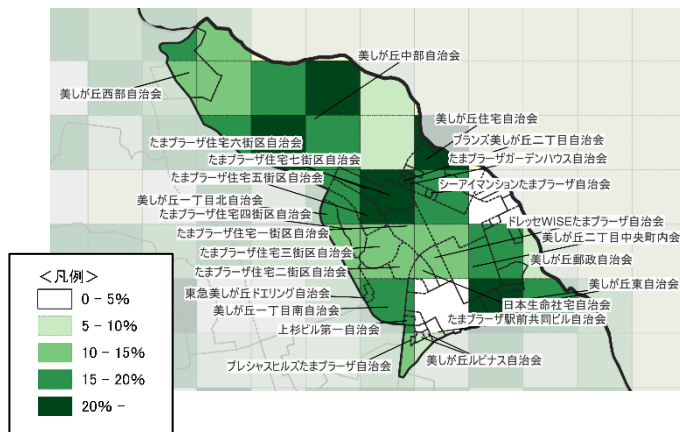 美しが丘中部自治会
美しが丘西部自治会
美しが丘住宅自治会
ブランズ美しが丘二丁目自治会
たまプラーザ住宅六街区自治会
たまプラーザ住宅七街区自治会
たまプラーザガーデンハウス自治会
たまプラーザ住宅五街区自治会
シーアイマンションたまプラーザ自治会
美しが丘一丁目北自治会
たまプラーザ住宅四街区自治会
ドレッセWISEたまプラーザ自治会
たまプラーザ住宅一街区自治会
美しが丘二丁目中央町内会
たまプラーザ住宅三街区自治会
美しが丘郵政自治会
たまプラーザ住宅二街区自治会
美しが丘東自治会
東急美しが丘ドエリング自治会
日本生命社宅自治会
美しが丘一丁目南自治会
たまプラーザ駅前共同ビル自治会
上杉ビル第一自治会
美しが丘ルピナス自治会
プレシャスヒルズたまプラーザ自治会
＜凡例＞
0 - 5%
5 - 10%
10 - 15%
15 - 20%
20% -